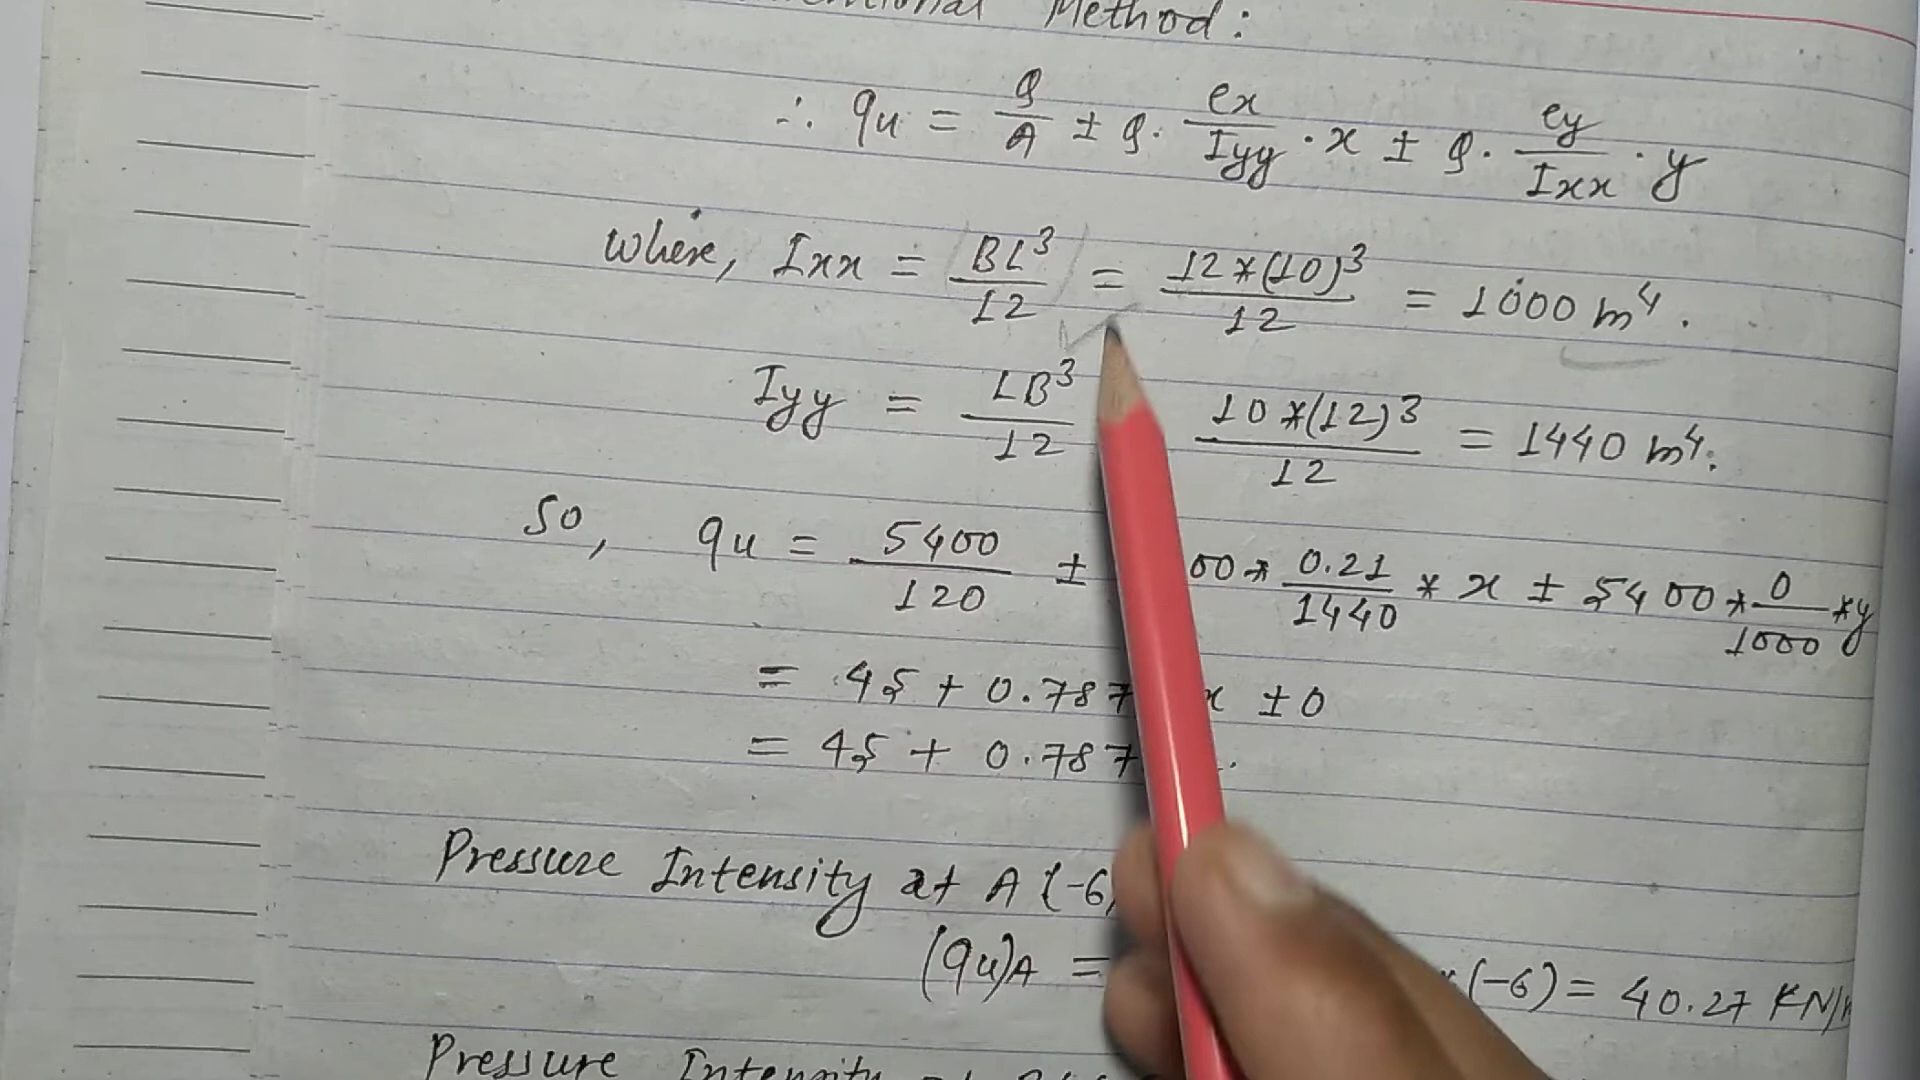 Method:
∴ qu = Q/A ± Q. ex/Iyy . x ± Q. ey/Ixx . y
Where, Ixx = BL³/12 = 12*(10)³/12 = 1000 m⁴.
Iyy = LB³/12 10*(12)³/12 = 1440 m⁴.
So, qu = 5400/120 ± 00* 0.21/1440 * x ± 5400* 0/1000 *y
= 45 + 0.787 x ± 0
= 45 + 0.787
Pressure Intensity at A (-6,
(qu)A = *(-6) = 40.27 KN/
Pressure Intensity